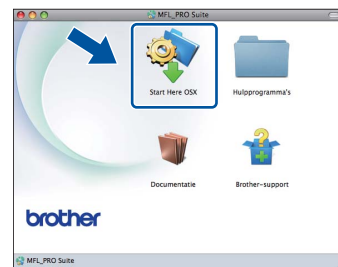 MFL_PRO Suite
Start Here OSX
Hulpprogramma's
Documentatie
Brother-support
brother
MFL_PRO Suite